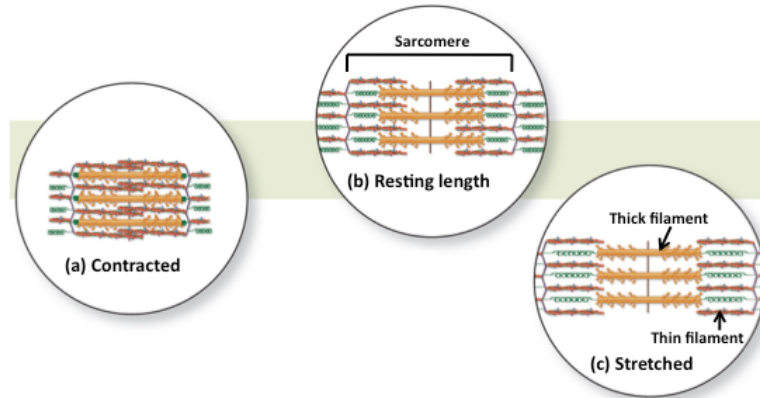 Sarcomere
(b) Resting length
(a) Contracted
Thick filament
Thin filament
(c) Stretched